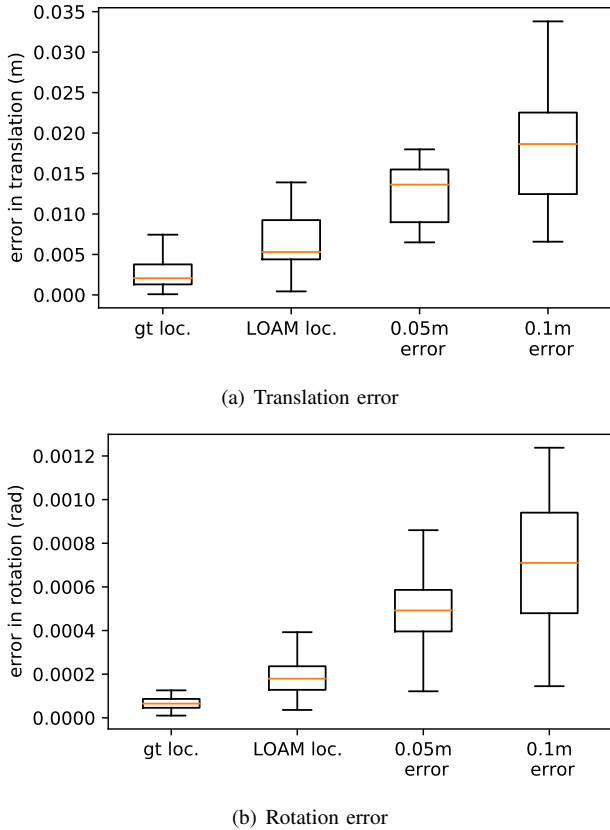 0.035
0.030
0.025
0.020
0.015
0.010
0.005
0.000
error in translation (m)
gt loc.
LOAM loc.
0.05m
error
0.1m
error
(a) Translation error
0.0012
0.0010
0.0008
0.0006
0.0004
0.0002
0.0000
error in rotation (rad)
gt loc.
LOAM loc.
0.05m
error
0.1m
error
(b) Rotation error